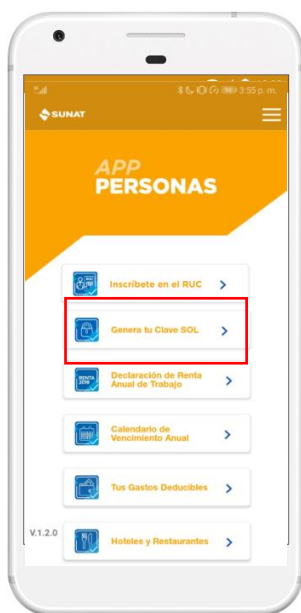 3:55 p. m.
SUNAT
APP
PERSONAS
Inscríbete en el RUC
Genera tu Clave SOL
RENTA
2019
Declaración de Renta
Anual de Trabajo
Calendario de
Vencimiento Anual
Tus Gastos Deducibles
V.1.2.0
Hoteles y Restaurantes